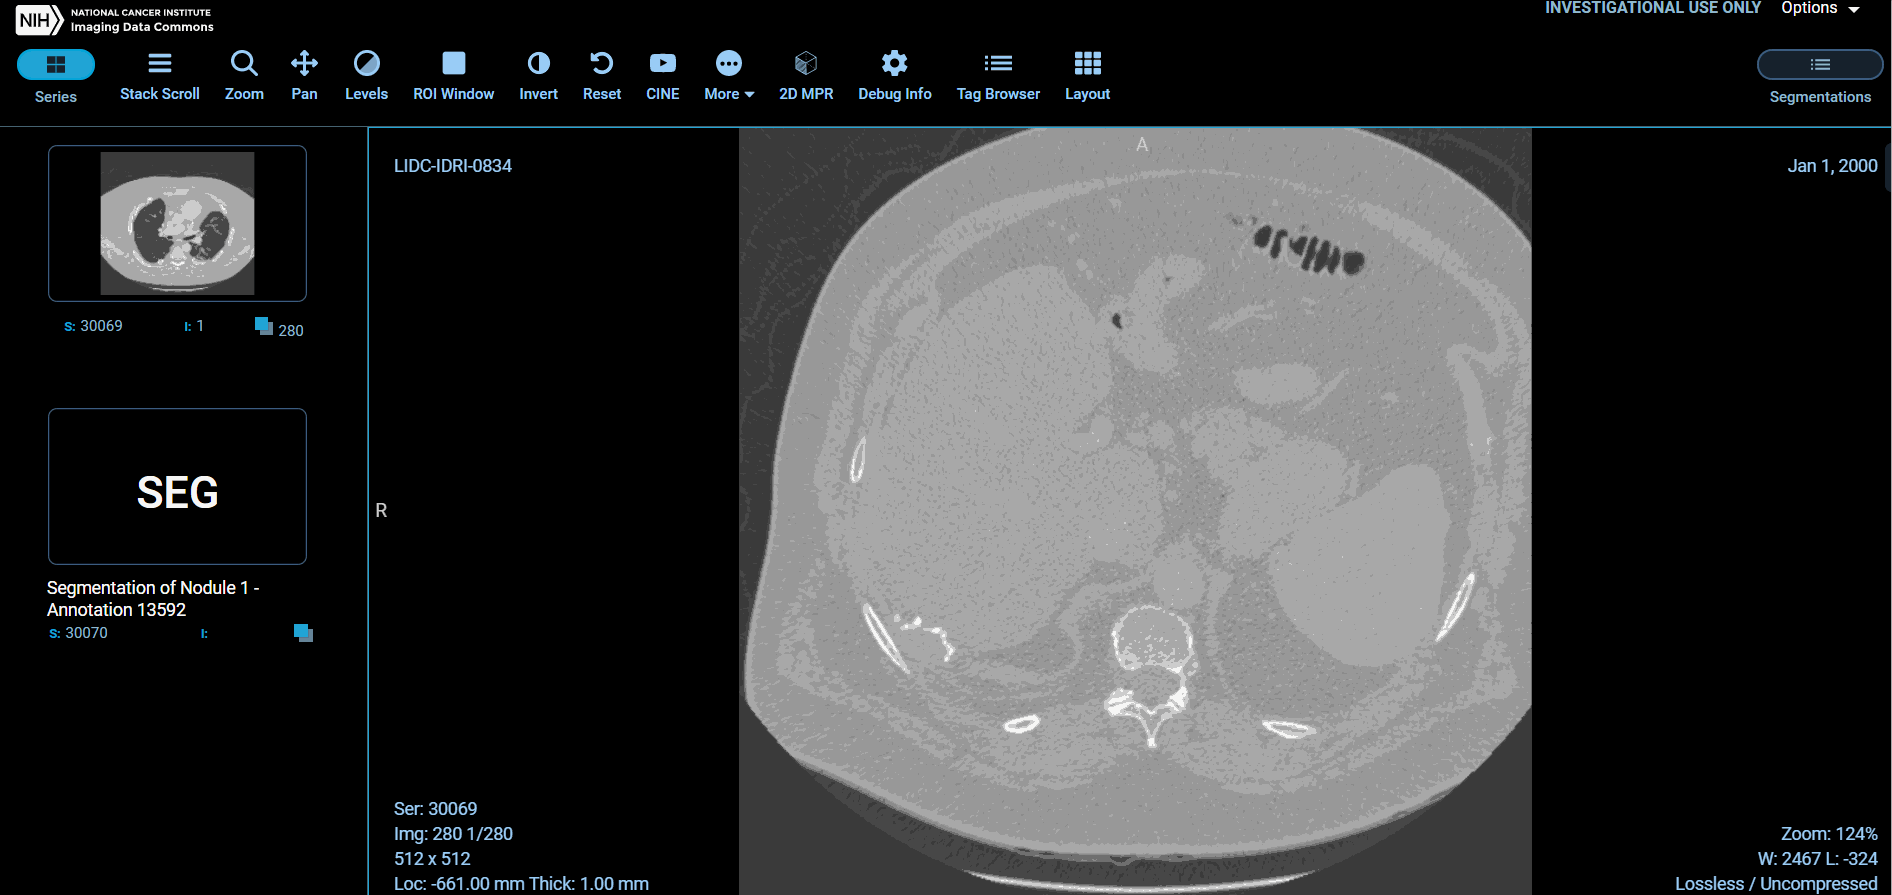 NIH
NATIONAL CANCER INSTITUTE
Imaging Data Commons
INVESTIGATIONAL USE ONLY
Options
Series
Stack Scroll
Zoom
Pan
Levels
ROI Window
Invert
Reset
CINE
More
2D MPR
Debug Info
Tag Browser
Layout
Segmentations
S: 30069 I: 1 280
SEG
Segmentation of Nodule 1 -
Annotation 13592
S: 30070 I:
LIDC-IDRI-0834
A
Jan 1, 2000
R
Ser: 30069
Img: 280 1/280
512 x 512
Loc: -661.00 mm Thick: 1.00 mm
Zoom: 124%
W: 2467 L: -324
Lossless / Uncompressed